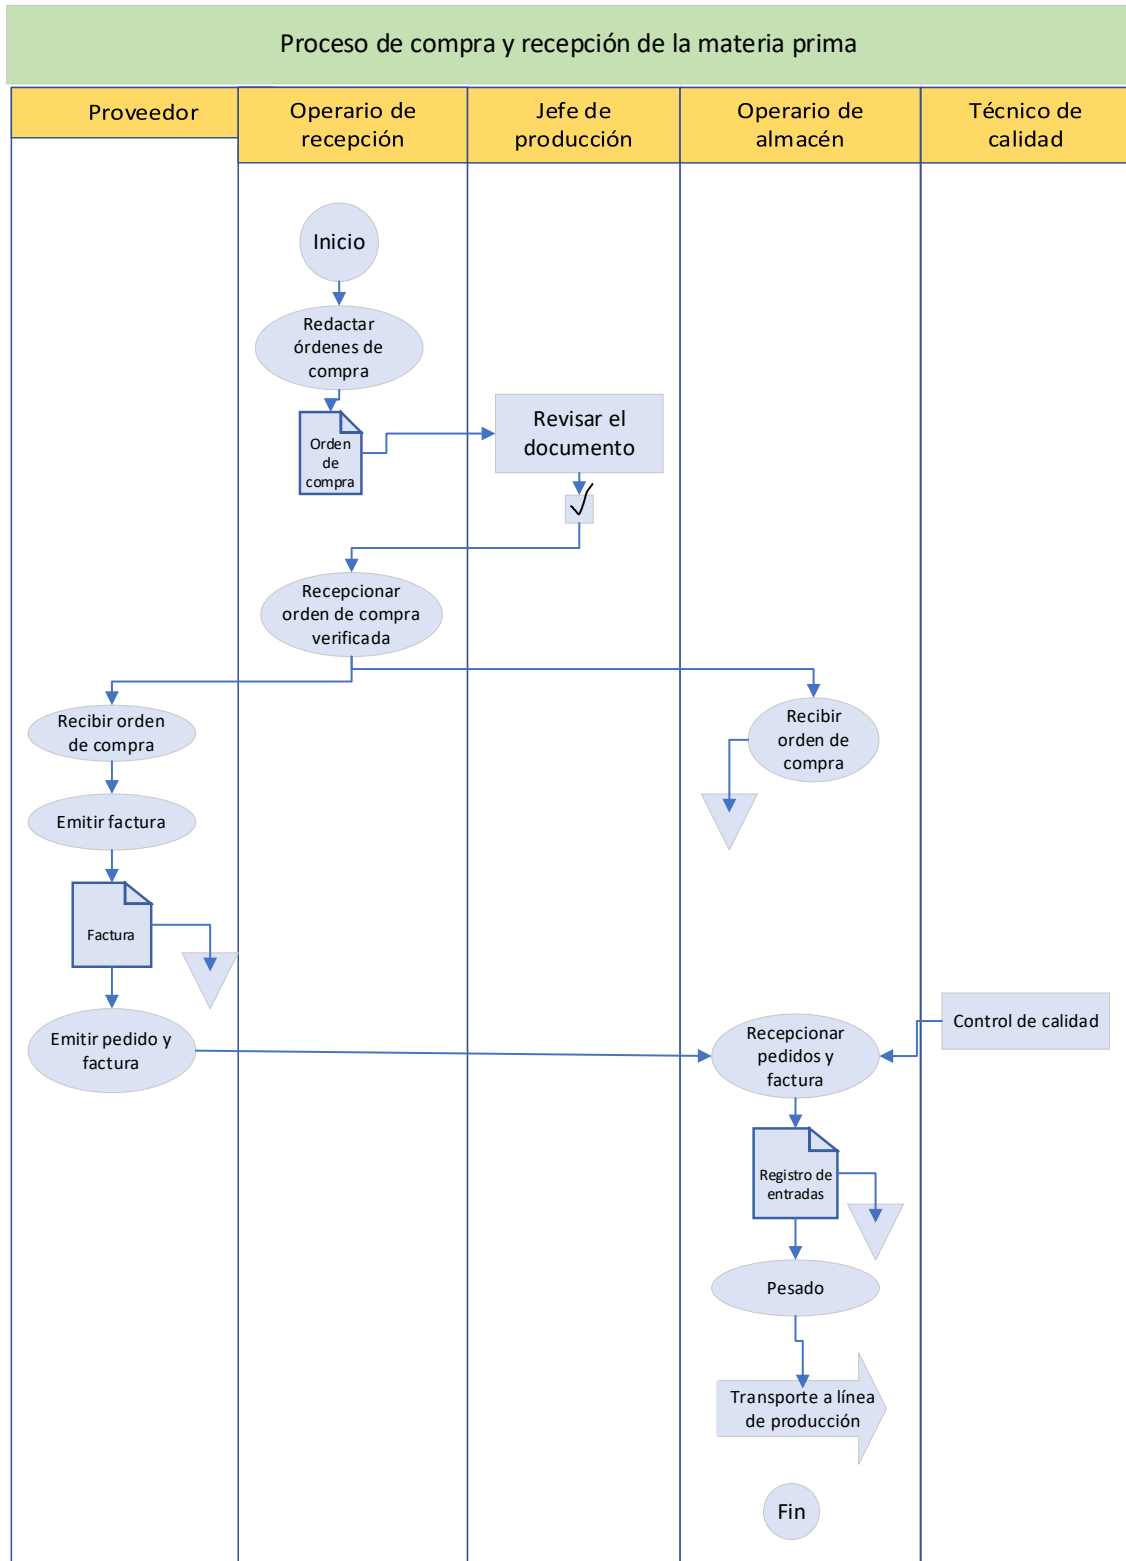 Proceso de compra y recepción de la materia prima
Proveedor
Operario de
recepción
Jefe de
producción
Operario de
almacén
Técnico de
calidad
Inicio
Redactar
órdenes de
compra
Orden
de
compra
Revisar el
documento
√
Recepcionar
orden de compra
verificada
Recibir orden
de compra
Recibir
orden de
compra
Emitir factura
Factura
Emitir pedido y
factura
Recepcionar
pedidos y
factura
Control de calidad
Registro de
entradas
Pesado
Transporte a línea
de producción
Fin